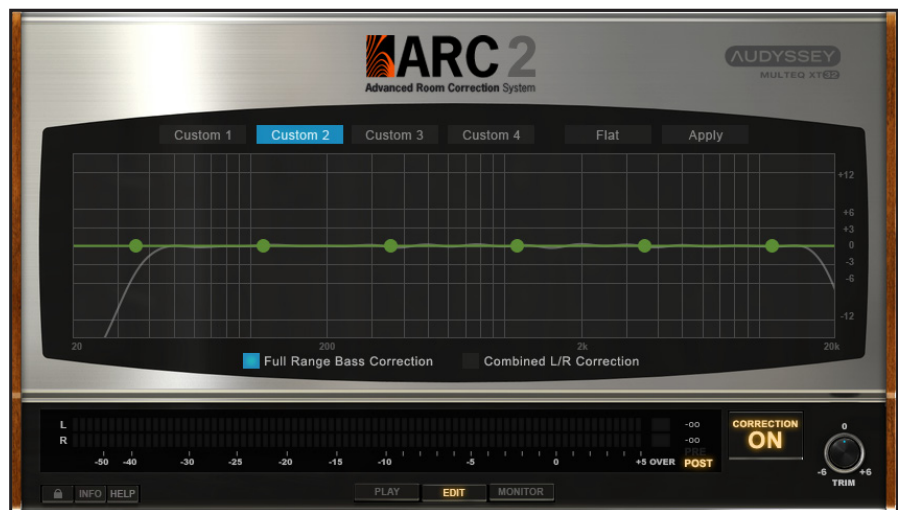 ARC 2
Advanced Room Correction System
AUDYSSEY
MULTEQ XT32
Custom 1 Custom 2 Custom 3 Custom 4 Flat Apply
+12
+6
+3
0
-3
-6
-12
20 200 2k 20k
Full Range Bass Correction Combined L/R Correction
L -oo
R -oo
PRE
POST
-50 -40 -30 -25 -20 -15 -10 -5 0 +5 OVER
CORRECTION
ON
0
-6 +6
TRIM
INFO HELP
PLAY EDIT MONITOR